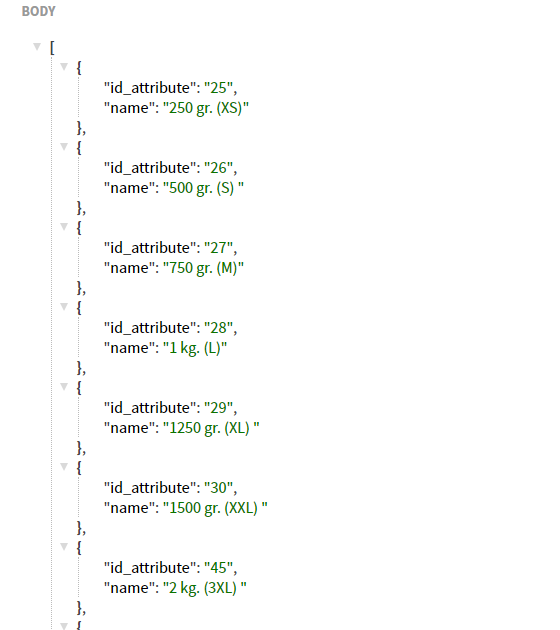 BODY
[
{
"id_attribute": "25",
"name": "250 gr. (XS)"
},
{
"id_attribute": "26",
"name": "500 gr. (S) "
},
{
"id_attribute": "27",
"name": "750 gr. (M)"
},
{
"id_attribute": "28",
"name": "1 kg. (L)"
},
{
"id_attribute": "29",
"name": "1250 gr. (XL) "
},
{
"id_attribute": "30",
"name": "1500 gr. (XXL) "
},
{
"id_attribute": "45",
"name": "2 kg. (3XL) "
},
{